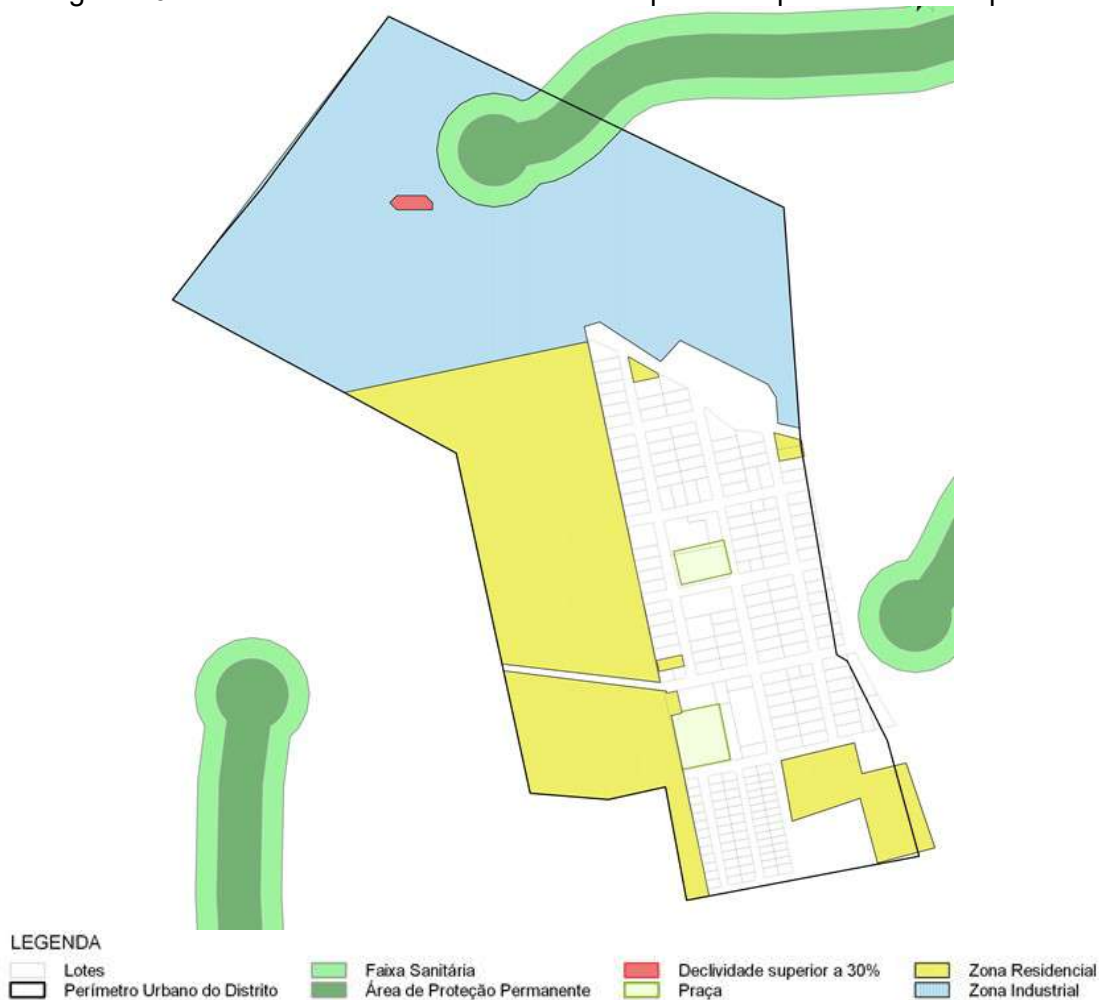 LEGENDA
Lotes
Perímetro Urbano do Distrito
Faixa Sanitária
Área de Proteção Permanente
Declividade superior a 30%
Praça
Zona Residencial
Zona Industrial